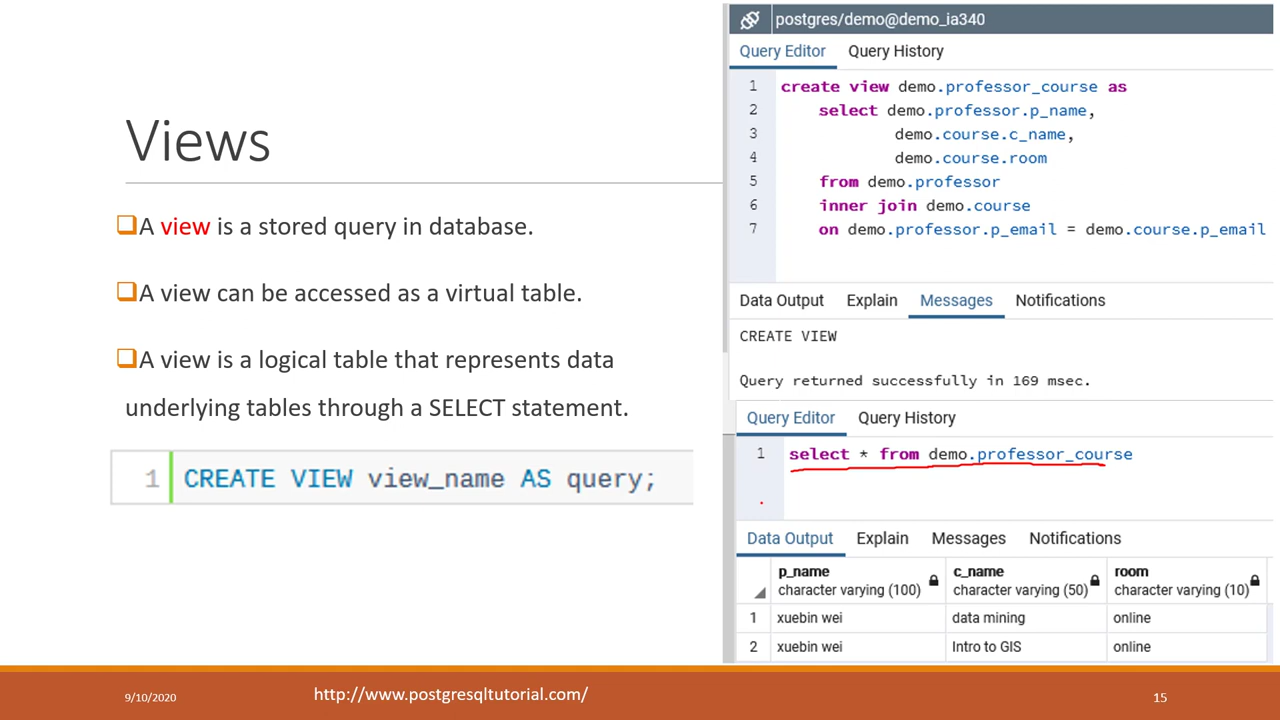 Views
A view is a stored query in database.
A view can be accessed as a virtual table.
A view is a logical table that represents data
underlying tables through a SELECT statement.
1 CREATE VIEW view_name AS query;
postgres/demo@demo_ia340
Query Editor Query History
1 create view demo.professor_course as
2 select demo.professor.p_name,
3 demo.course.c_name,
4 demo.course.room
5 from demo.professor
6 inner join demo.course
7 on demo.professor.p_email = demo.course.p_email
Data Output Explain Messages Notifications
CREATE VIEW
Query returned successfully in 169 msec.
Query Editor Query History
1 select * from demo.professor_course
Data Output Explain Messages Notifications
p_name c_name room
character varying (100) character varying (50) character varying (10)
1 xuebin wei data mining online
2 xuebin wei Intro to GIS online
9/10/2020 http://www.postgresqltutorial.com/ 15